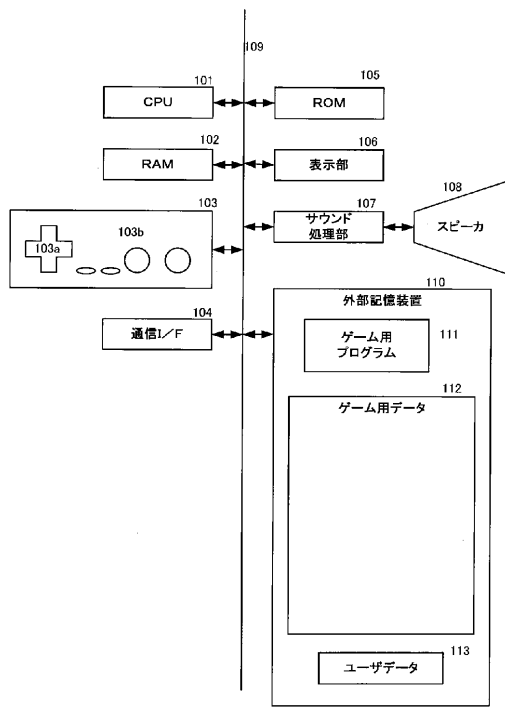 109
101
CPU
105
ROM
102
RAM
106
表示部
103
103a
103b
107
サウンド
処理部
108
スピーカ
104
通信I/F
110
外部記憶装置
ゲーム用
プログラム
111
112
ゲーム用データ
113
ユーザデータ